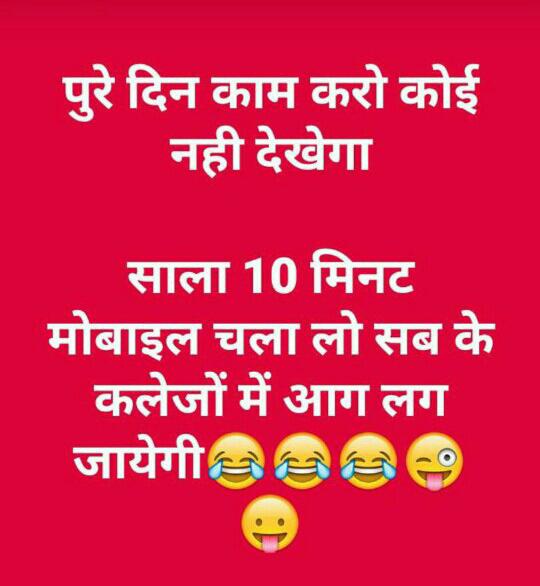 पुरे दिन काम करो कोई
नही देखेगा
साला 10 मिनट
मोबाइल चला लो सब के
कलेजों में आग लग
जायेगी😂😂😂😜
😛